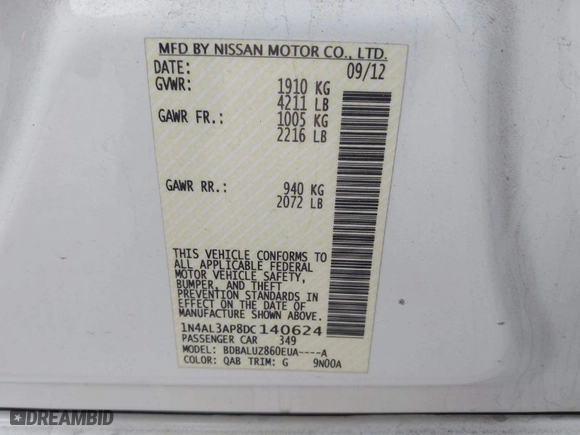 MFD BY NISSAN MOTOR CO., LTD.
DATE: 09/12
GVWR: 1910 KG
4211 LB
GAWR FR.: 1005 KG
2216 LB
GAWR RR.: 940 KG
2072 LB
THIS VEHICLE CONFORMS TO
ALL APPLICABLE FEDERAL
MOTOR VEHICLE SAFETY,
BUMPER, AND THEFT
PREVENTION STANDARDS IN
EFFECT ON THE DATE OF
MANUFACTURE SHOWN ABOVE.
1N4AL3AP8DC140624
PASSENGER CAR 349
MODEL: BDBALUZ860EUA----A
COLOR: QAB TRIM: G 9N00A
DREAMBID